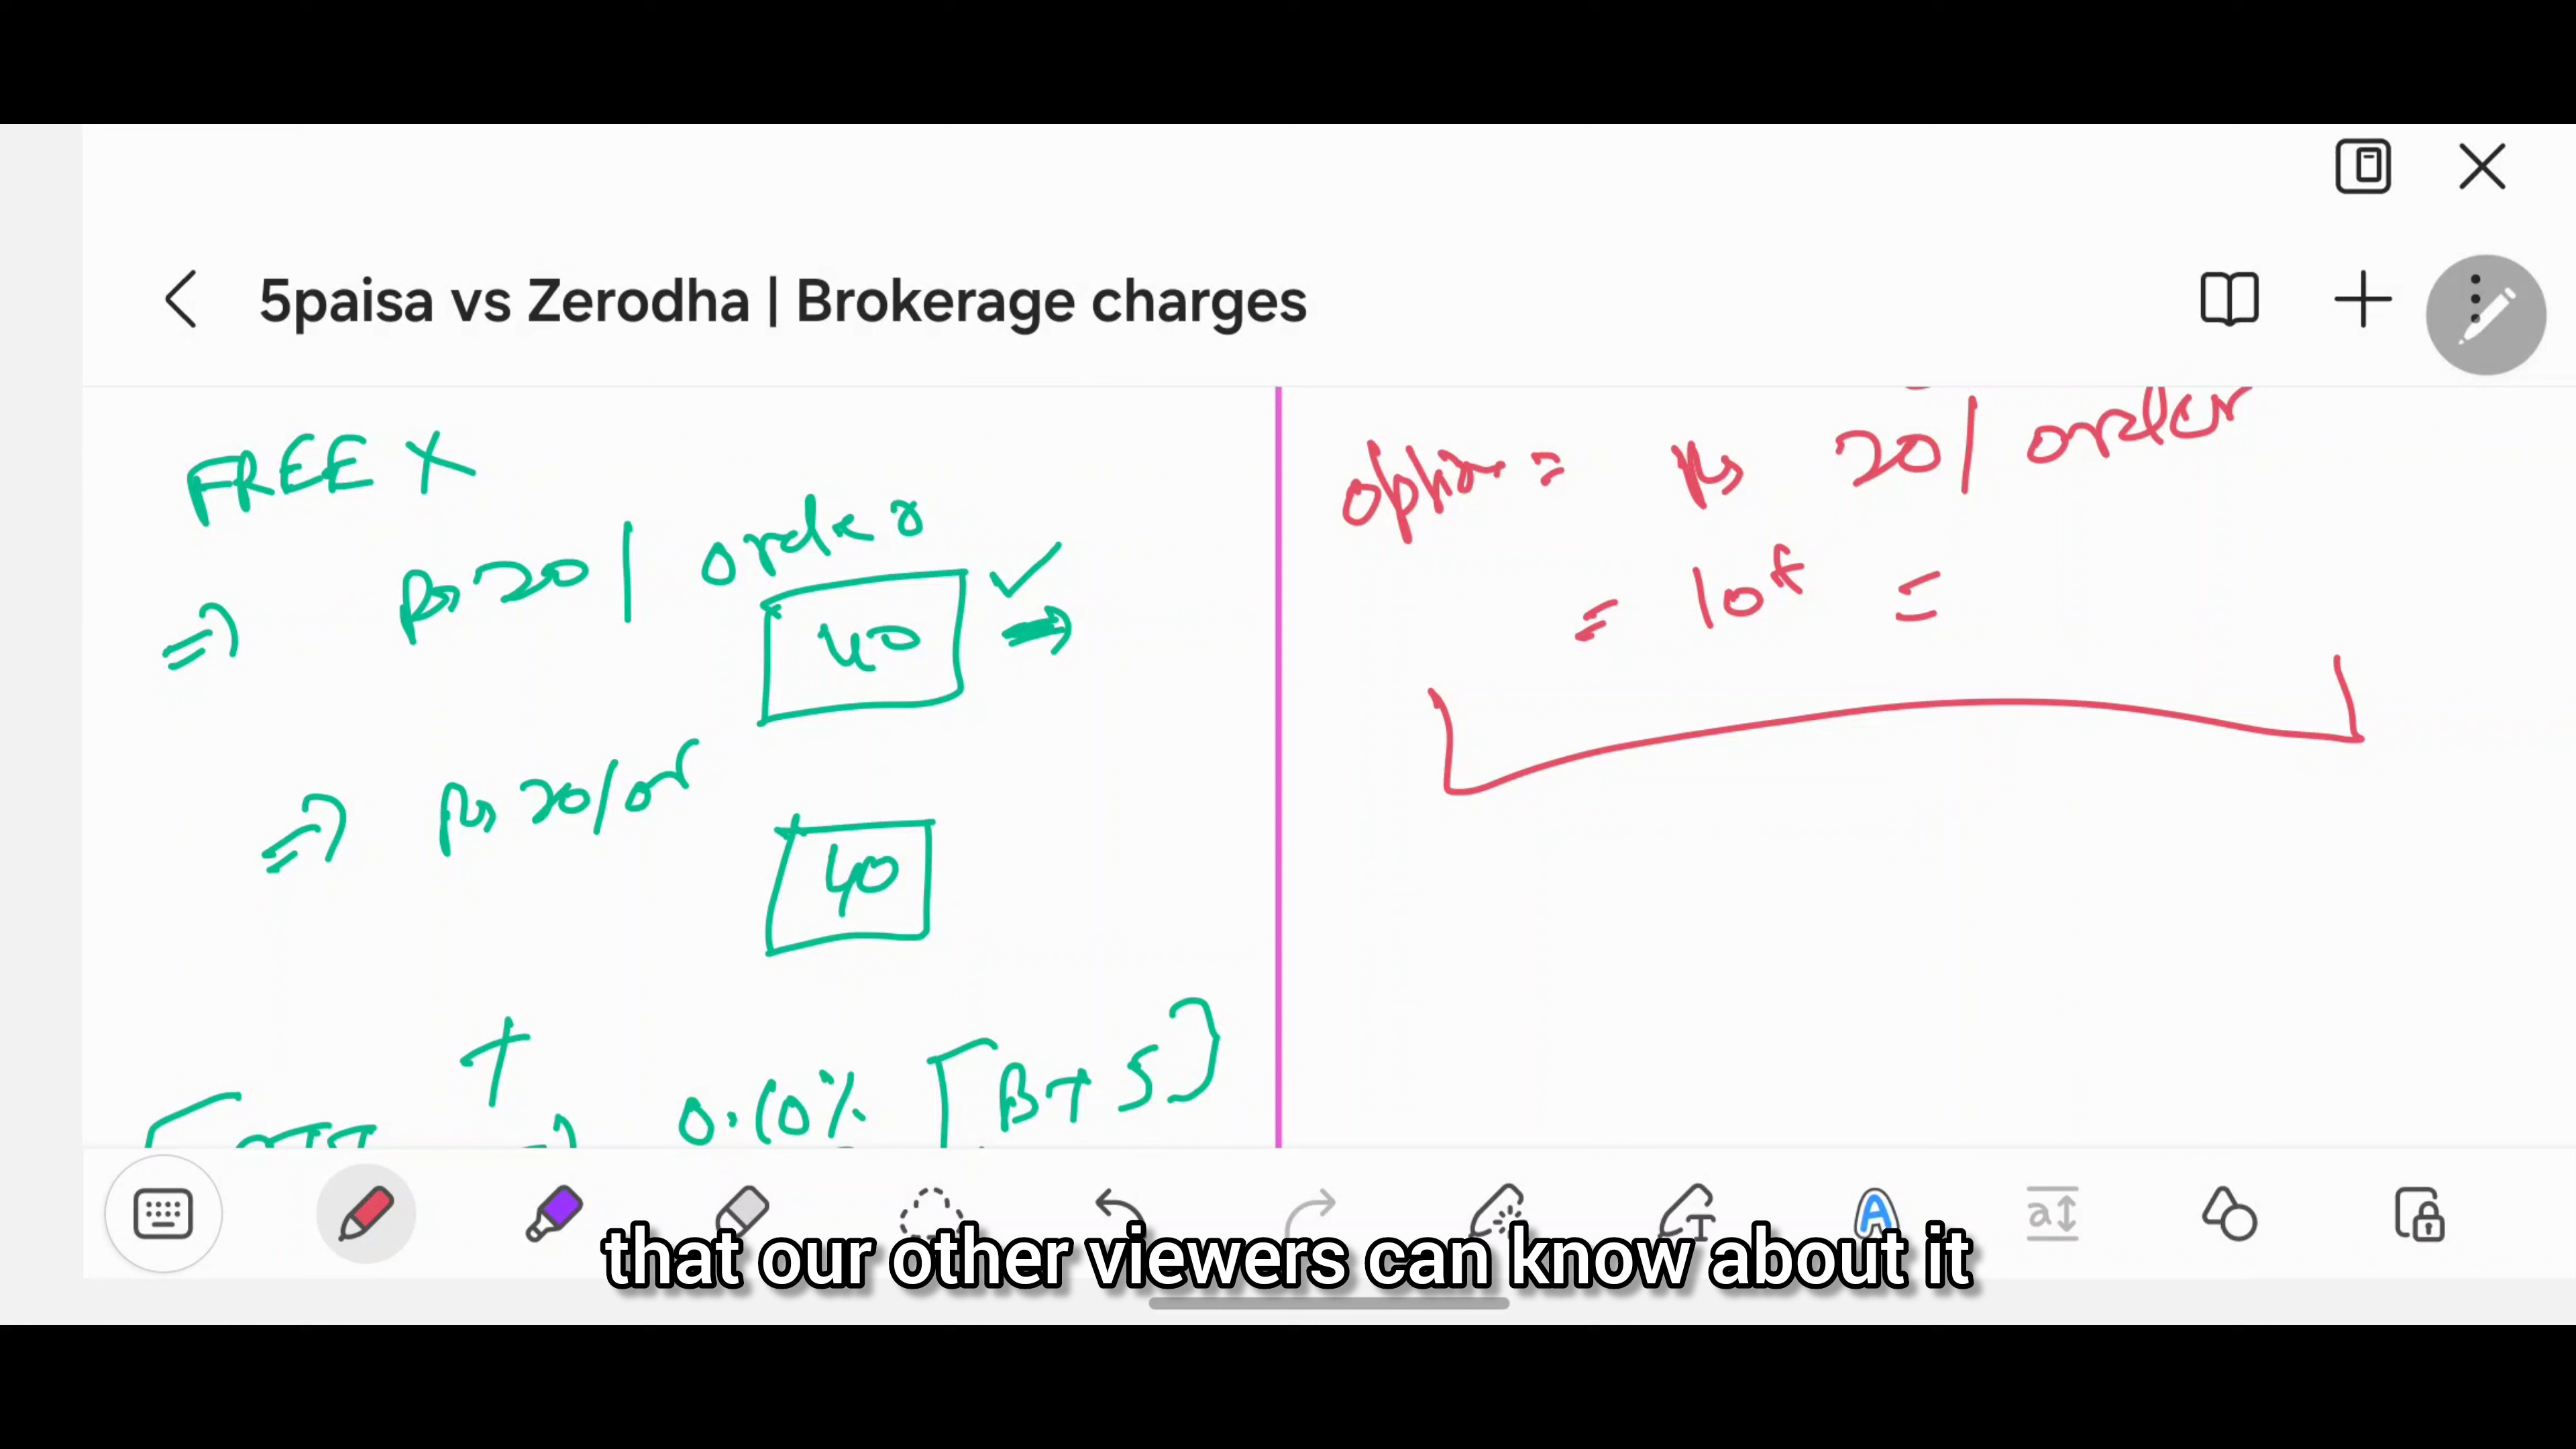 5paisa vs Zerodha | Brokerage charges
FREE X
=> Rs 20 | order
40
=> Rs 20/or
40
+
0.10% [B+S]
option = Rs 20 | order
= lot =
that our other viewers can know about it